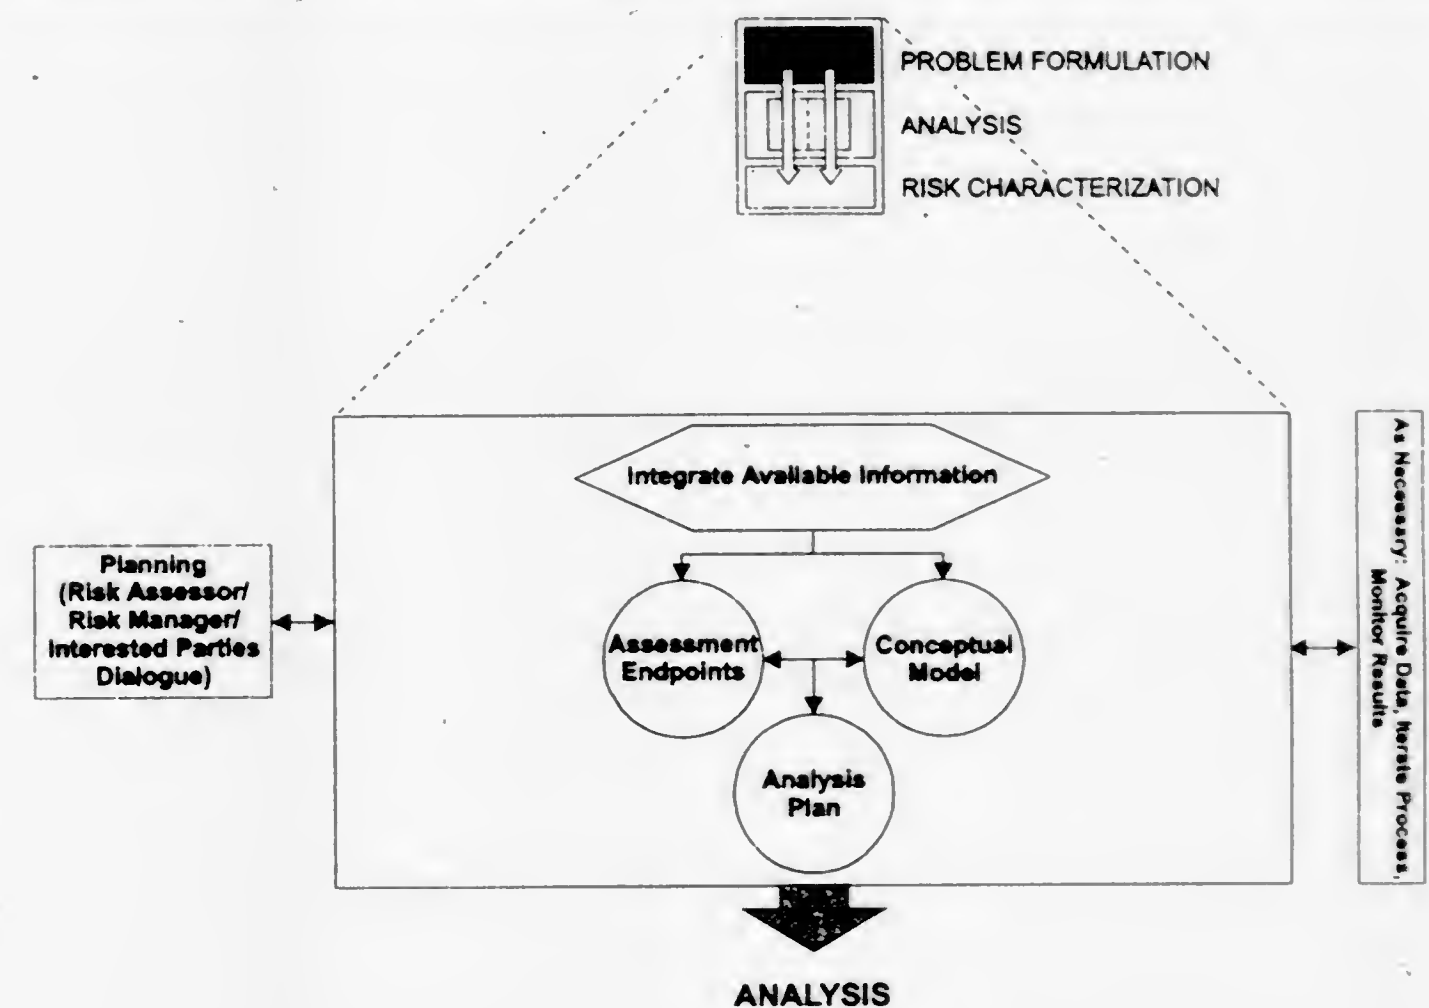 PROBLEM FORMULATION
ANALYSIS
RISK CHARACTERIZATION
Integrate Available Information
Planning
(Risk Assessor/
Risk Manager/
Interested Parties
Dialogue)
Assessment
Endpoints
Conceptual
Model
Analysis
Plan
As Necessary: Acquire Data, Iterate Process,
Monitor Results
ANALYSIS